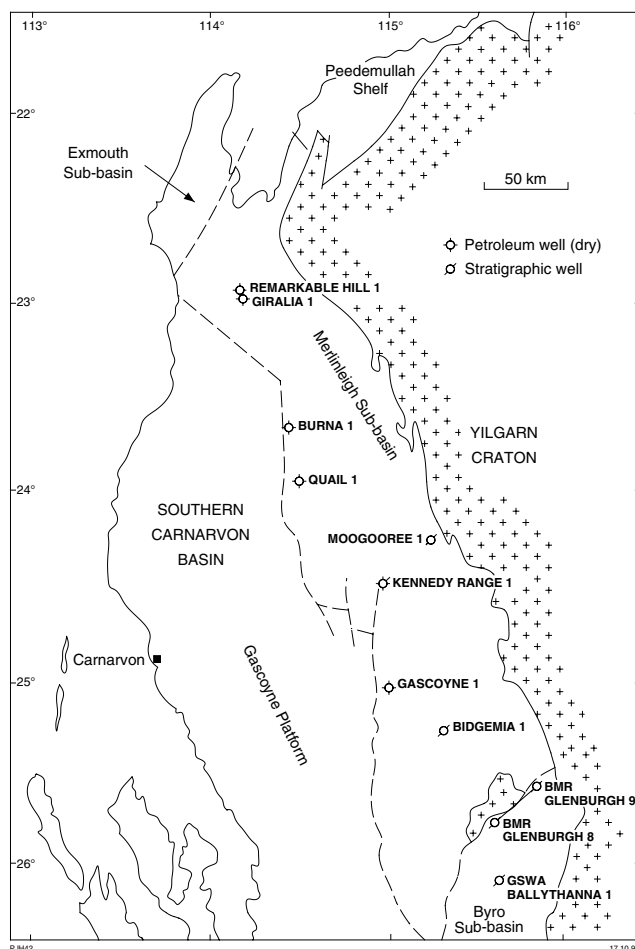 113°
114°
115°
116°
Peedemullah
Shelf
22°
Exmouth
Sub-basin
50 km
Petroleum well (dry)
Stratigraphic well
REMARKABLE HILL 1
GIRALIA 1
23°
Merlinleigh Sub-basin
BURNA 1
YILGARN
CRATON
QUAIL 1
24°
SOUTHERN
CARNARVON
BASIN
MOOGOOREE 1
KENNEDY RANGE 1
Carnarvon
Gascoyne Platform
GASCOYNE 1
25°
BIDGEMIA 1
BMR
GLENBURGH 9
BMR
GLENBURGH 8
26°
GSWA
BALLYTHANNA 1
Byro
Sub-basin